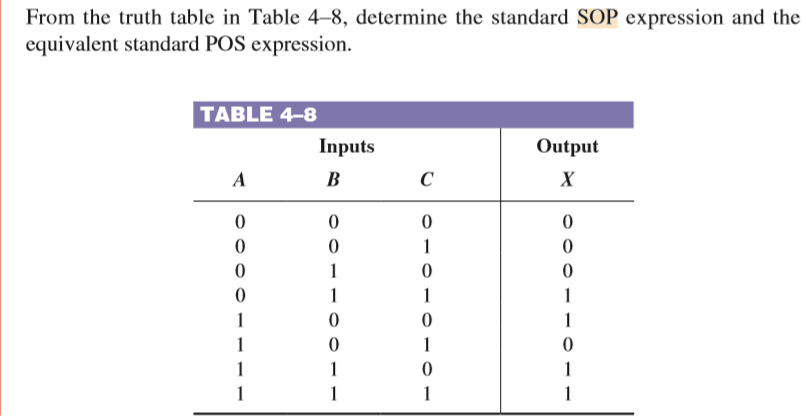 From the truth table in Table 4–8, determine the standard SOP expression and the
equivalent standard POS expression.
TABLE 4–8
Inputs Output
A B C X
0 0 0 0
0 0 1 0
0 1 0 0
0 1 1 1
1 0 0 1
1 0 1 0
1 1 0 1
1 1 1 1